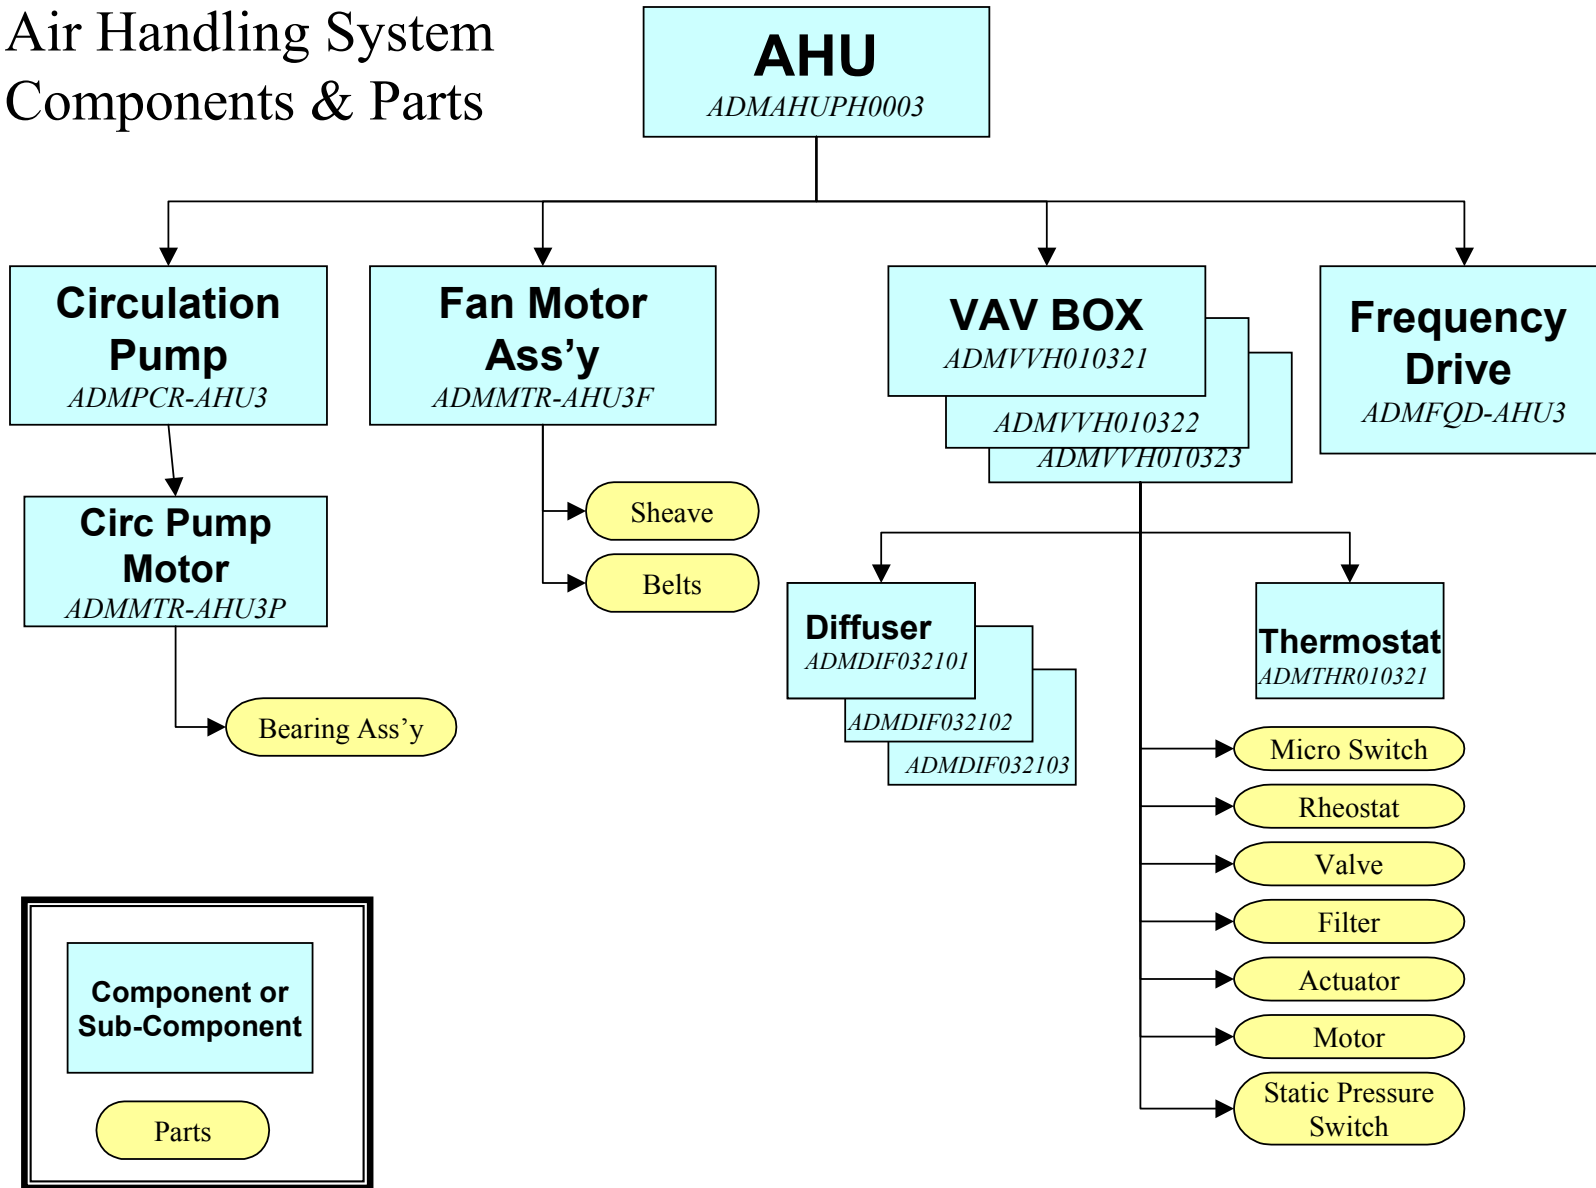 Air Handling System
Components & Parts
AHU
ADMAHUPH0003
Circulation
Pump
ADMPCR-AHU3
Fan Motor
Ass’y
ADMMTR-AHU3F
VAV BOX
ADMVVH010321
ADMVVH010322
ADMVVH010323
Frequency
Drive
ADMFQD-AHU3
Circ Pump
Motor
ADMMTR-AHU3P
Sheave
Belts
Bearing Ass’y
Diffuser
ADMDIF032101
ADMDIF032102
ADMDIF032103
Thermostat
ADMTHR010321
Micro Switch
Rheostat
Valve
Filter
Actuator
Motor
Static Pressure
Switch
Component or
Sub-Component
Parts